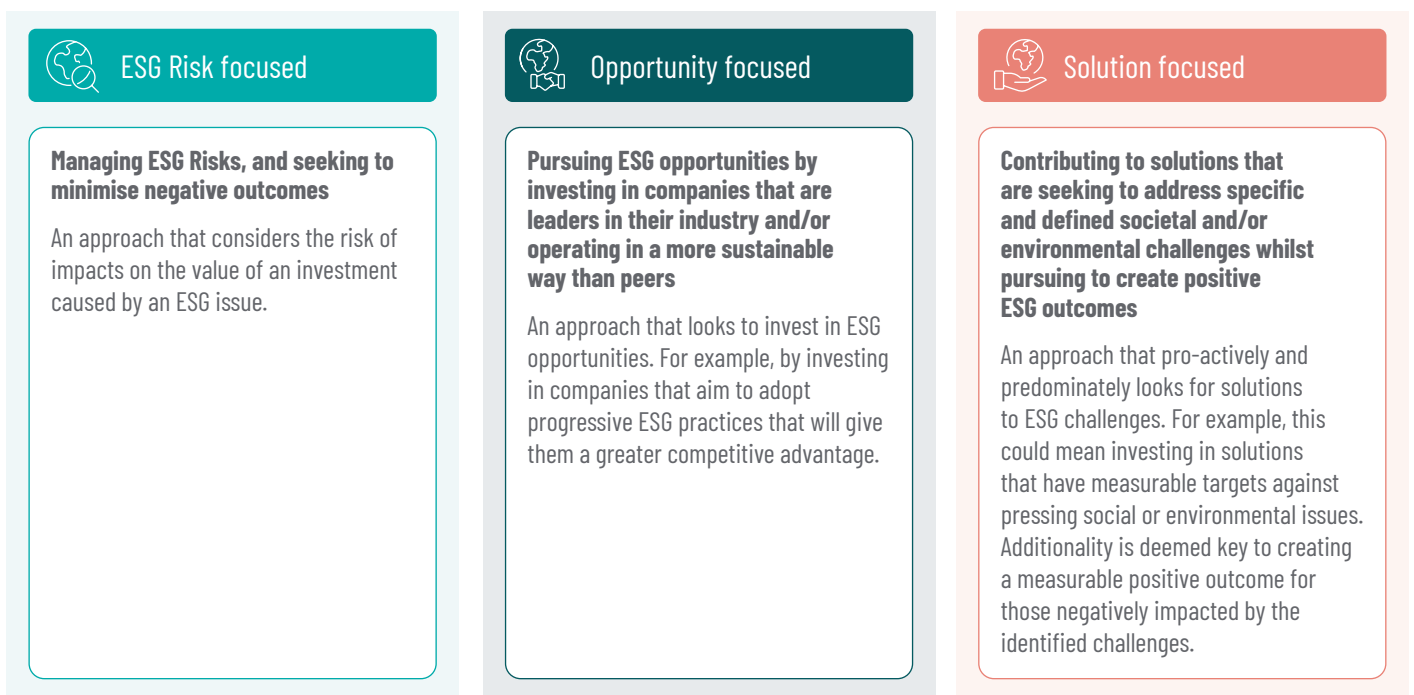 ESG Risk focused
Managing ESG Risks, and seeking to
minimise negative outcomes
An approach that considers the risk of
impacts on the value of an investment
caused by an ESG issue.
Opportunity focused
Pursuing ESG opportunities by
investing in companies that are
leaders in their industry and/or
operating in a more sustainable
way than peers
An approach that looks to invest in ESG
opportunities. For example, by investing
in companies that aim to adopt
progressive ESG practices that will give
them a greater competitive advantage.
Solution focused
Contributing to solutions that
are seeking to address specific
and defined societal and/or
environmental challenges whilst
pursuing to create positive
ESG outcomes
An approach that pro-actively and
predominately looks for solutions
to ESG challenges. For example, this
could mean investing in solutions
that have measurable targets against
pressing social or environmental issues.
Additionality is deemed key to creating
a measurable positive outcome for
those negatively impacted by the
identified challenges.